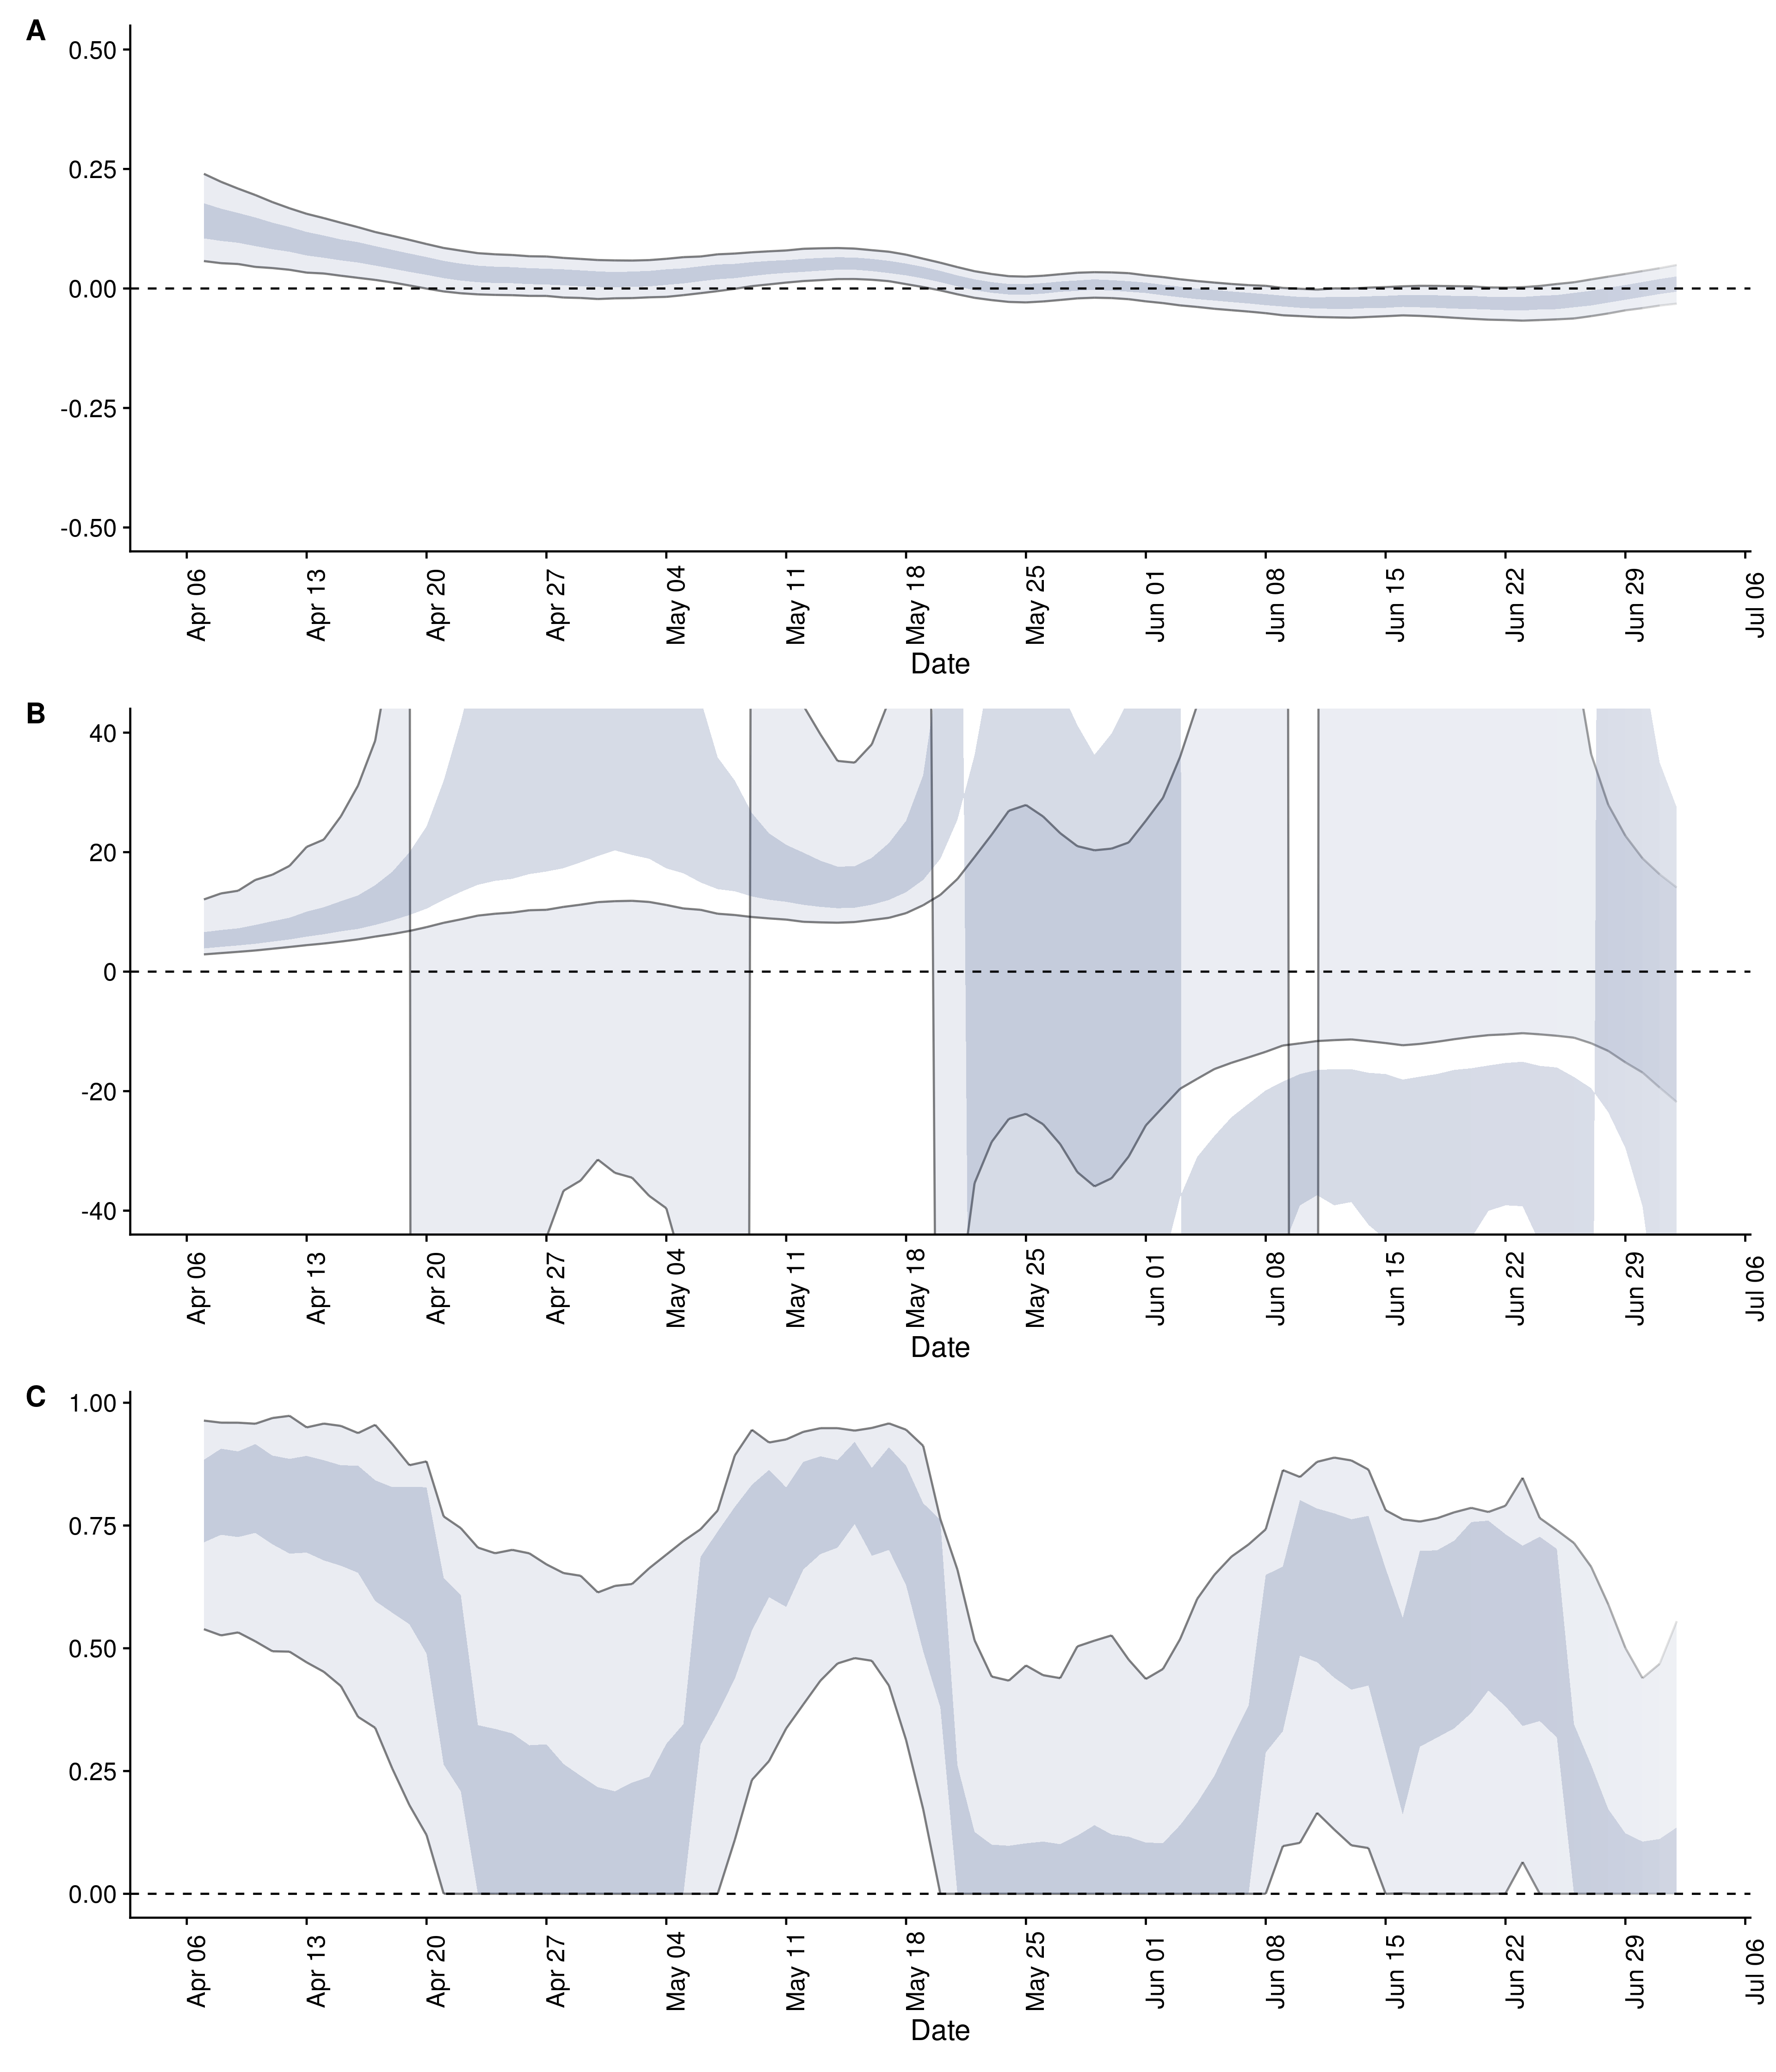 A
0.50
0.25
0.00
-0.25
-0.50
Apr 06
Apr 13
Apr 20
Apr 27
May 04
May 11
May 18
May 25
Jun 01
Jun 08
Jun 15
Jun 22
Jun 29
Jul 06
Date
B
40
20
0
-20
-40
Apr 06
Apr 13
Apr 20
Apr 27
May 04
May 11
May 18
May 25
Jun 01
Jun 08
Jun 15
Jun 22
Jun 29
Jul 06
Date
C
1.00
0.75
0.50
0.25
0.00
Apr 06
Apr 13
Apr 20
Apr 27
May 04
May 11
May 18
May 25
Jun 01
Jun 08
Jun 15
Jun 22
Jun 29
Jul 06
Date